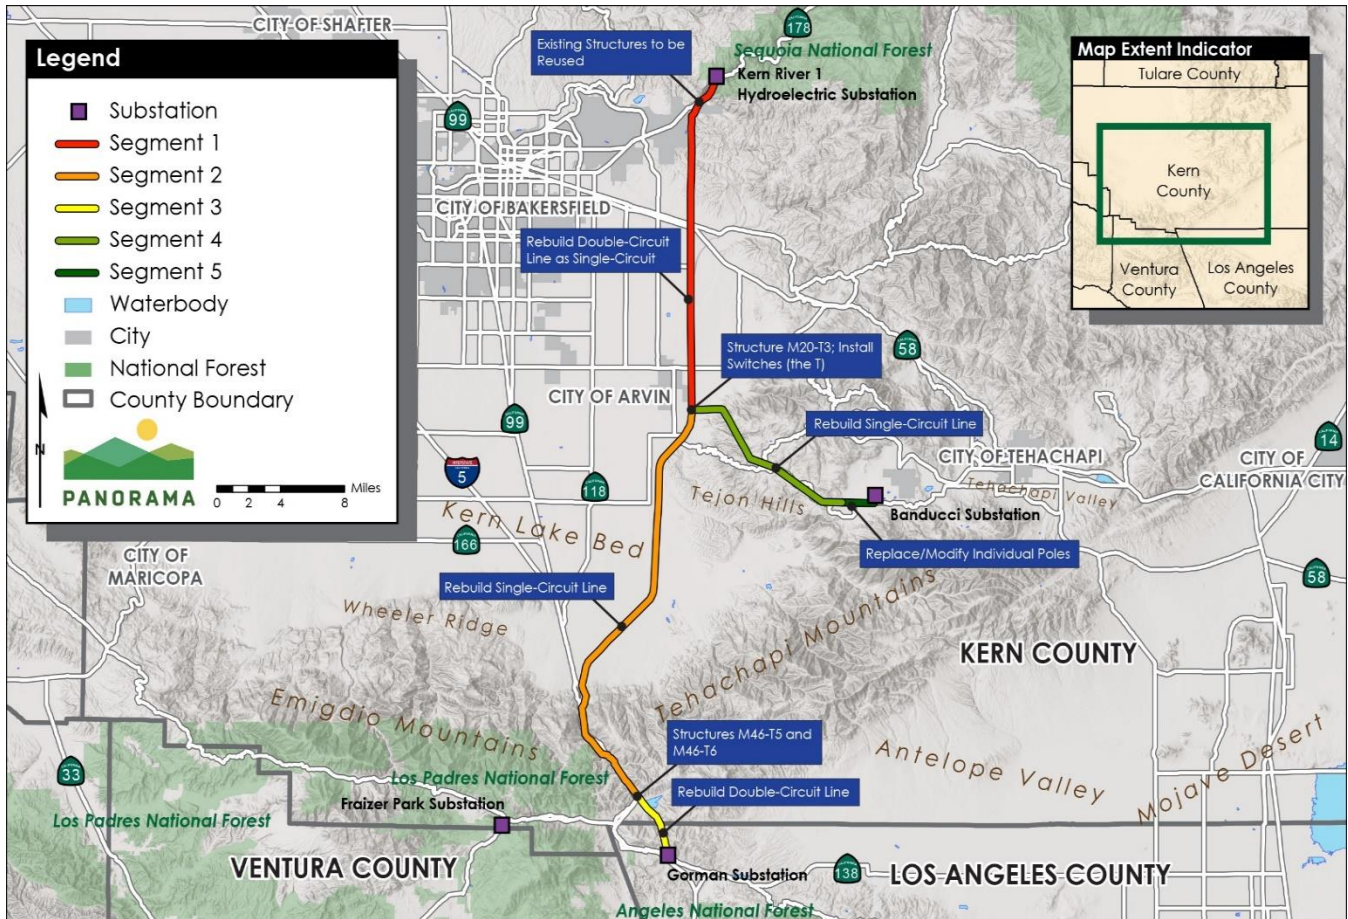 CITY OF SHAFTER
178
Sequoia National Forest
Existing Structures to be
Reused
Kern River 1
Hydroelectric Substation
Map Extent Indicator
Tulare County
Kern
County
Ventura
County
Los Angeles
County
Legend
Substation
Segment 1
Segment 2
Segment 3
Segment 4
Segment 5
Waterbody
City
National Forest
County Boundary
N
PANORAMA
0 2 4 8 Miles
99
CITY OF BAKERSFIELD
Rebuild Double-Circuit
Line as Single-Circuit
Structure M20-T3; Install
Switches (the T)
58
CITY OF ARVIN
99
Rebuild Single-Circuit Line
14
CITY OF TEHACHAPI
CITY OF
CALIFORNIA CITY
INTERSTATE
5
118
Tejon Hills
Tehachapi Valley
Banducci Substation
Kern Lake Bed
166
Replace/Modify Individual Poles
CITY OF
MARICOPA
58
Rebuild Single-Circuit Line
Wheeler Ridge
Tehachapi Mountains
KERN COUNTY
Emigdio Mountains
Structures M46-T5 and
M46-T6
Antelope Valley
Mojave Desert
33
Los Padres National Forest
Rebuild Double-Circuit Line
Fraizer Park Substation
Los Padres National Forest
VENTURA COUNTY
Gorman Substation
138
LOS ANGELES COUNTY
Angeles National Forest